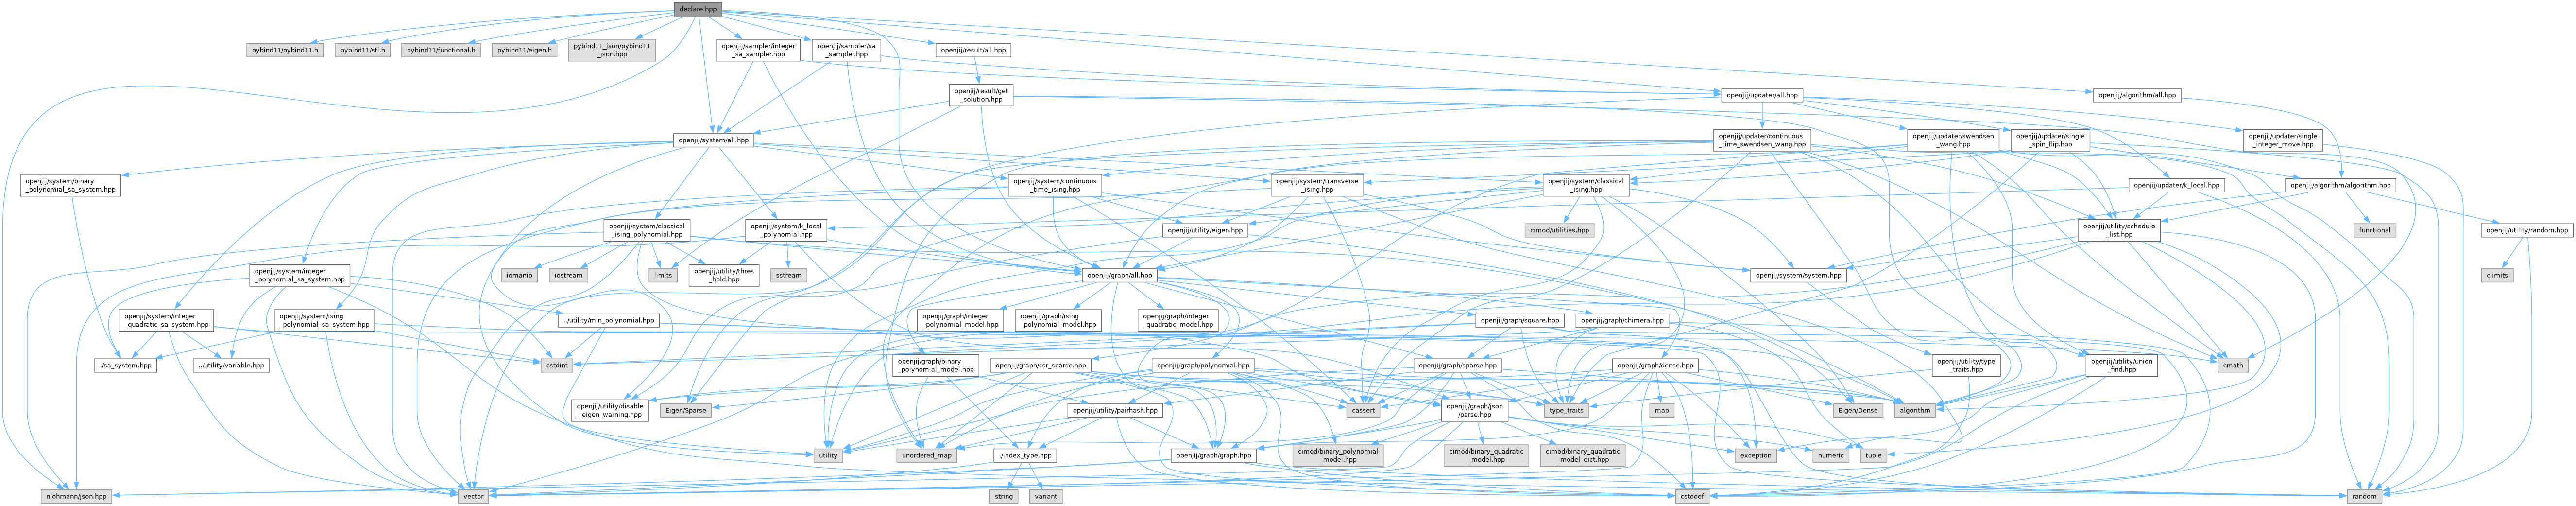 declare.hpp
pybind11/pybind11.h
pybind11/stl.h
pybind11/functional.h
pybind11/eigen.h
pybind11_json/pybind11
_json.hpp
openjij/sampler/integer
_sa_sampler.hpp
openjij/sampler/sa
_sampler.hpp
openjij/result/all.hpp
openjij/result/get
_solution.hpp
openjij/updater/all.hpp
openjij/algorithm/all.hpp
openjij/system/all.hpp
openjij/updater/continuous
_time_swendsen_wang.hpp
openjij/updater/swendsen
_wang.hpp
openjij/updater/single
_spin_flip.hpp
openjij/updater/single
_integer_move.hpp
openjij/system/binary
_polynomial_sa_system.hpp
openjij/system/continuous
_time_ising.hpp
openjij/system/transverse
_ising.hpp
openjij/system/classical
_ising.hpp
openjij/updater/k_local.hpp
openjij/algorithm/algorithm.hpp
openjij/system/classical
_ising_polynomial.hpp
openjij/system/k_local
_polynomial.hpp
openjij/utility/eigen.hpp
cimod/utilities.hpp
openjij/utility/schedule
_list.hpp
functional
openjij/utility/random.hpp
openjij/system/integer
_polynomial_sa_system.hpp
iomanip
iostream
limits
openjij/utility/thres
_hold.hpp
sstream
openjij/graph/all.hpp
openjij/system/system.hpp
climits
openjij/system/integer
_quadratic_sa_system.hpp
openjij/system/ising
_polynomial_sa_system.hpp
../utility/min_polynomial.hpp
openjij/graph/integer
_polynomial_model.hpp
openjij/graph/ising
_polynomial_model.hpp
openjij/graph/integer
_quadratic_model.hpp
openjij/graph/square.hpp
openjij/graph/chimera.hpp
./sa_system.hpp
../utility/variable.hpp
cstdint
openjij/graph/binary
_polynomial_model.hpp
openjij/graph/csr_sparse.hpp
openjij/graph/polynomial.hpp
openjij/graph/sparse.hpp
openjij/graph/dense.hpp
openjij/utility/type
_traits.hpp
openjij/utility/union
_find.hpp
cmath
openjij/utility/disable
_eigen_warning.hpp
Eigen/Sparse
openjij/utility/pairhash.hpp
cassert
openjij/graph/json
/parse.hpp
type_traits
map
Eigen/Dense
algorithm
utility
unordered_map
./index_type.hpp
openjij/graph/graph.hpp
cimod/binary_polynomial
_model.hpp
cimod/binary_quadratic
_model.hpp
cimod/binary_quadratic
_model_dict.hpp
exception
numeric
tuple
nlohmann/json.hpp
vector
string
variant
cstddef
random